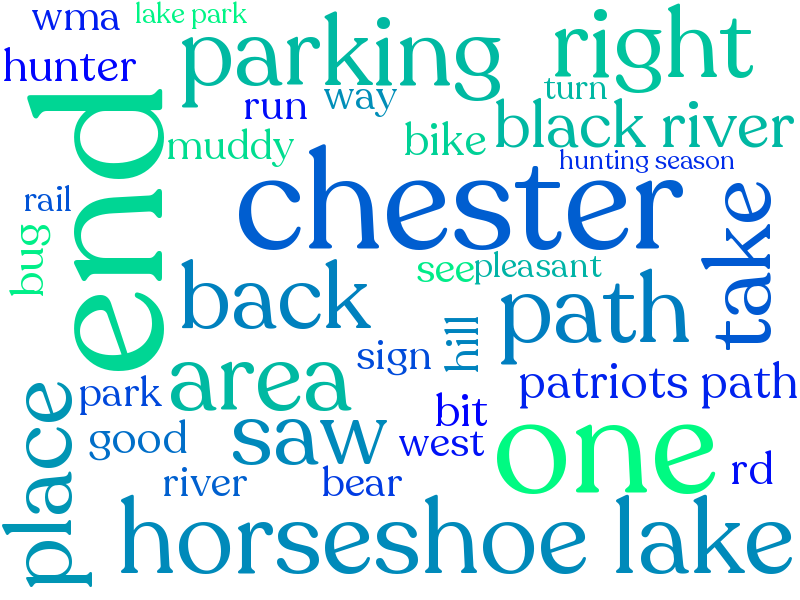 wma
lake park
parking
right
hunter
run
way
turn
end
muddy
bike
black river
hunting season
chester
rail
take
bug
back
see
pleasant
path
hill
sign
area
park
patriots path
place
bit
good
saw
west
one
rd
river
bear
horseshoe lake